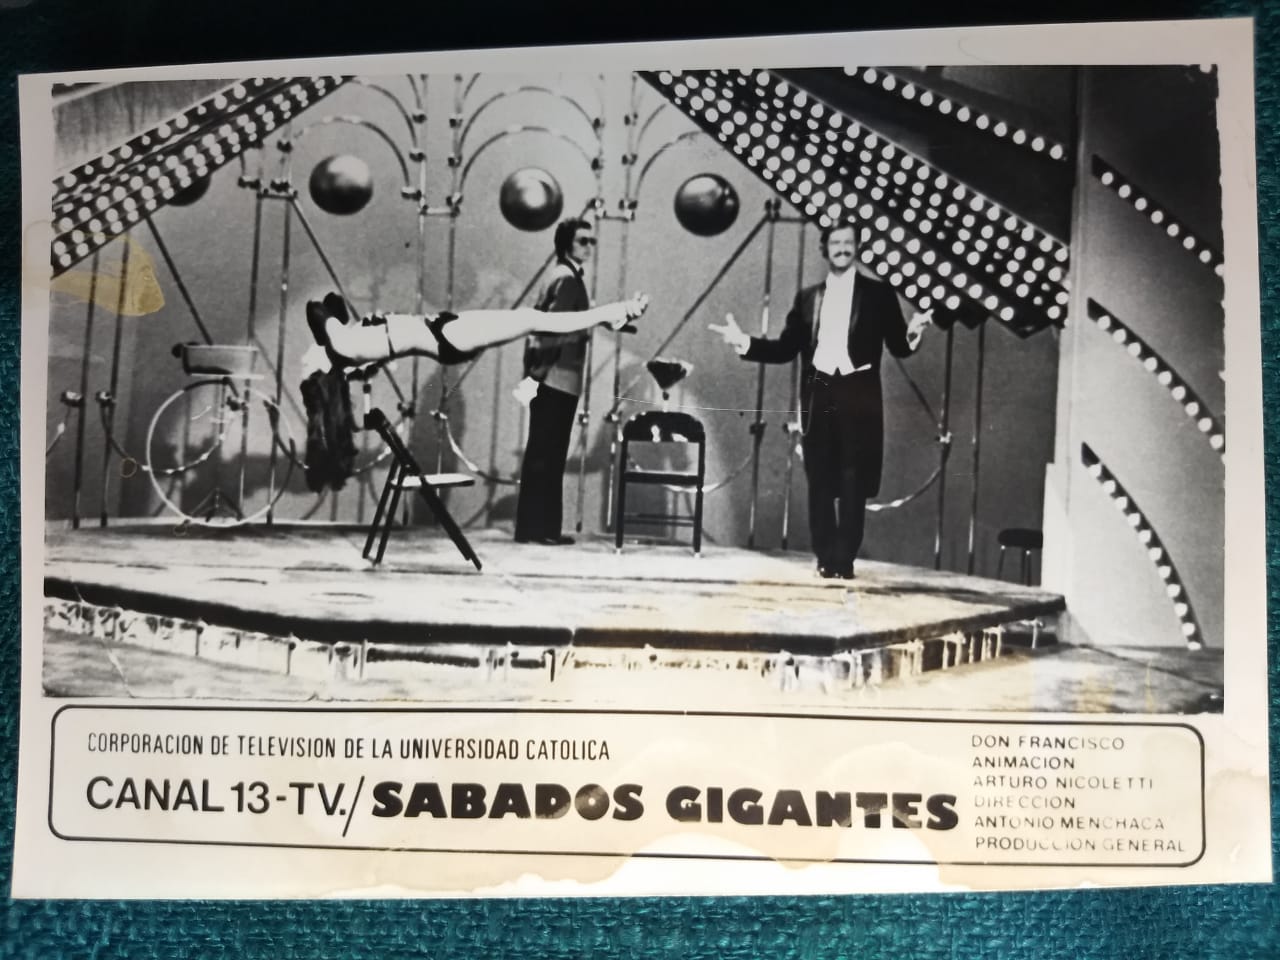 CORPORACION DE TELEVISION DE LA UNIVERSIDAD CATOLICA
CANAL 13-TV./SABADOS GIGANTES
DON FRANCISCO
ANIMACION
ARTURO NICOLETTI
DIRECCION
ANTONIO MENCHACA
PRODUCCION GENERAL